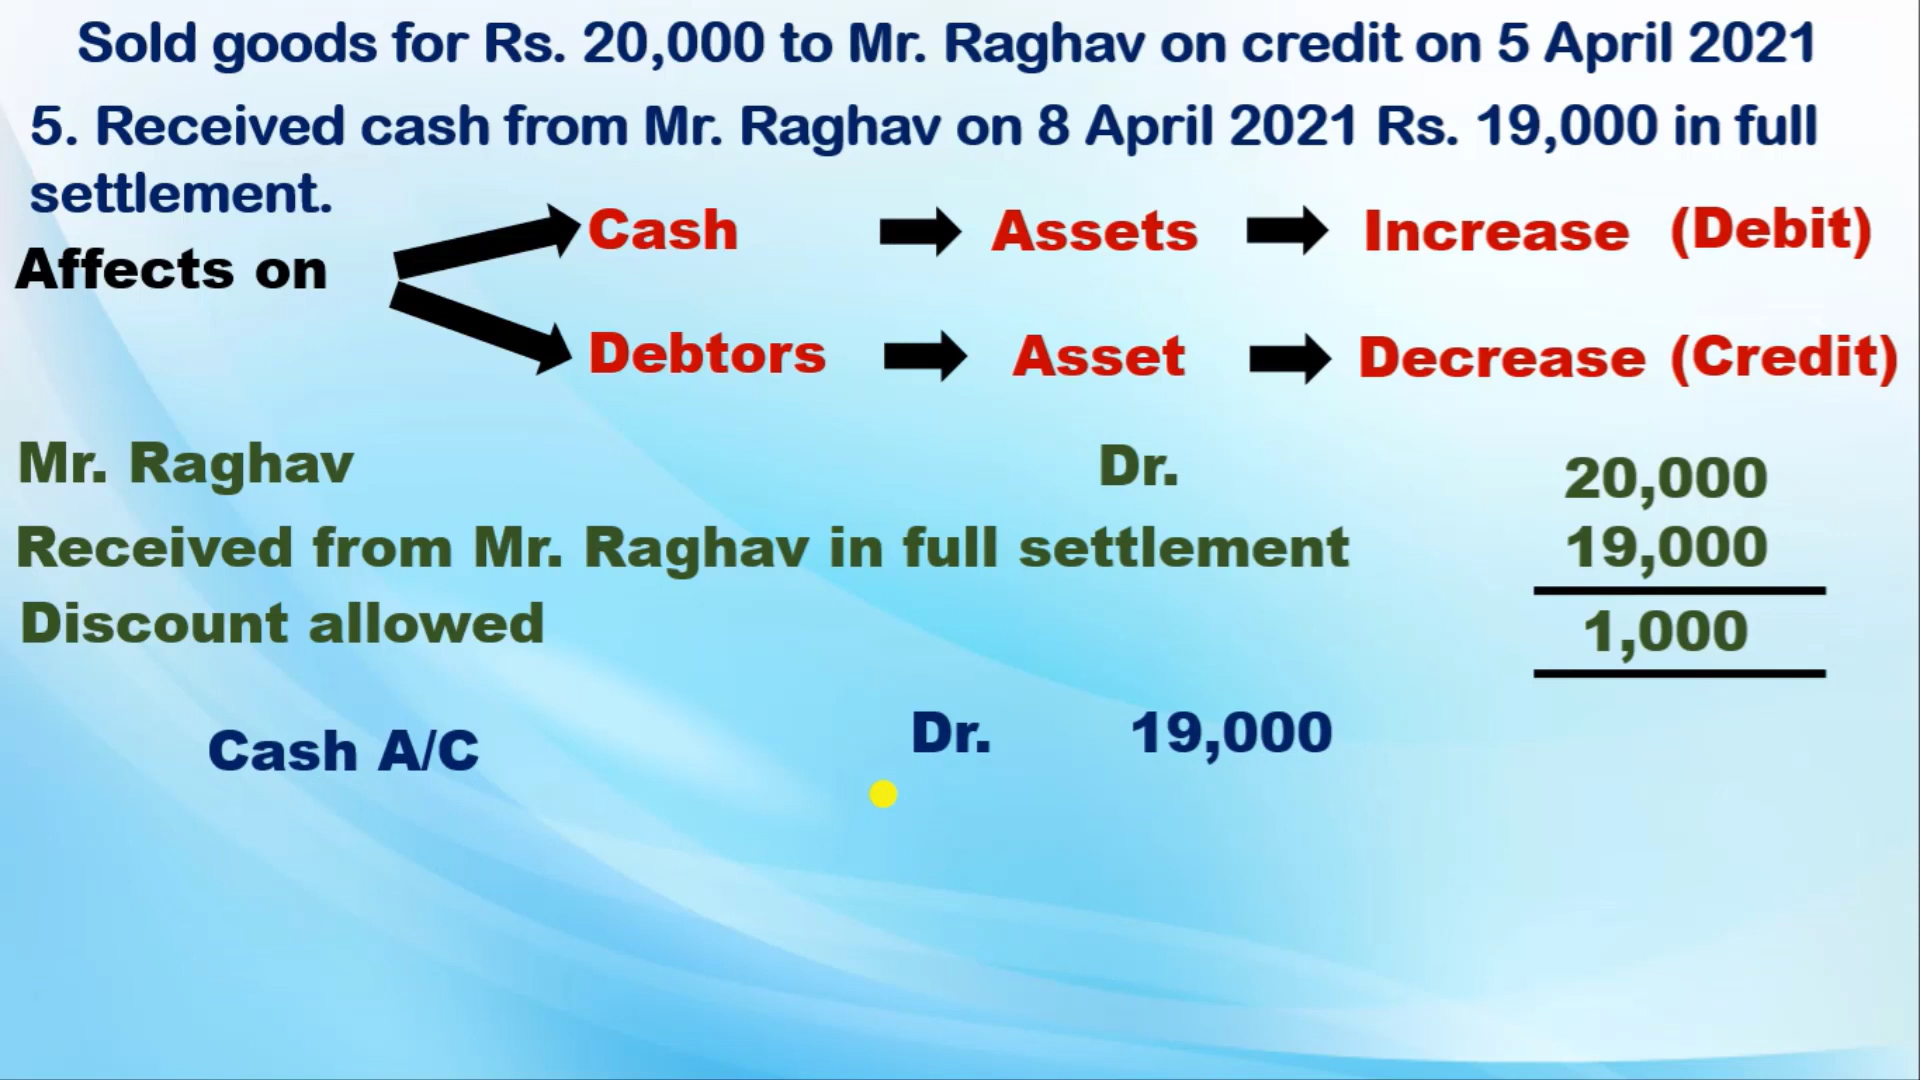 Sold goods for Rs. 20,000 to Mr. Raghav on credit on 5 April 2021
5. Received cash from Mr. Raghav on 8 April 2021 Rs. 19,000 in full
settlement.
Cash Assets Increase (Debit)
Affects on
Debtors Asset Decrease (Credit)
Mr. Raghav Dr. 20,000
Received from Mr. Raghav in full settlement 19,000
Discount allowed 1,000
Cash A/C Dr. 19,000